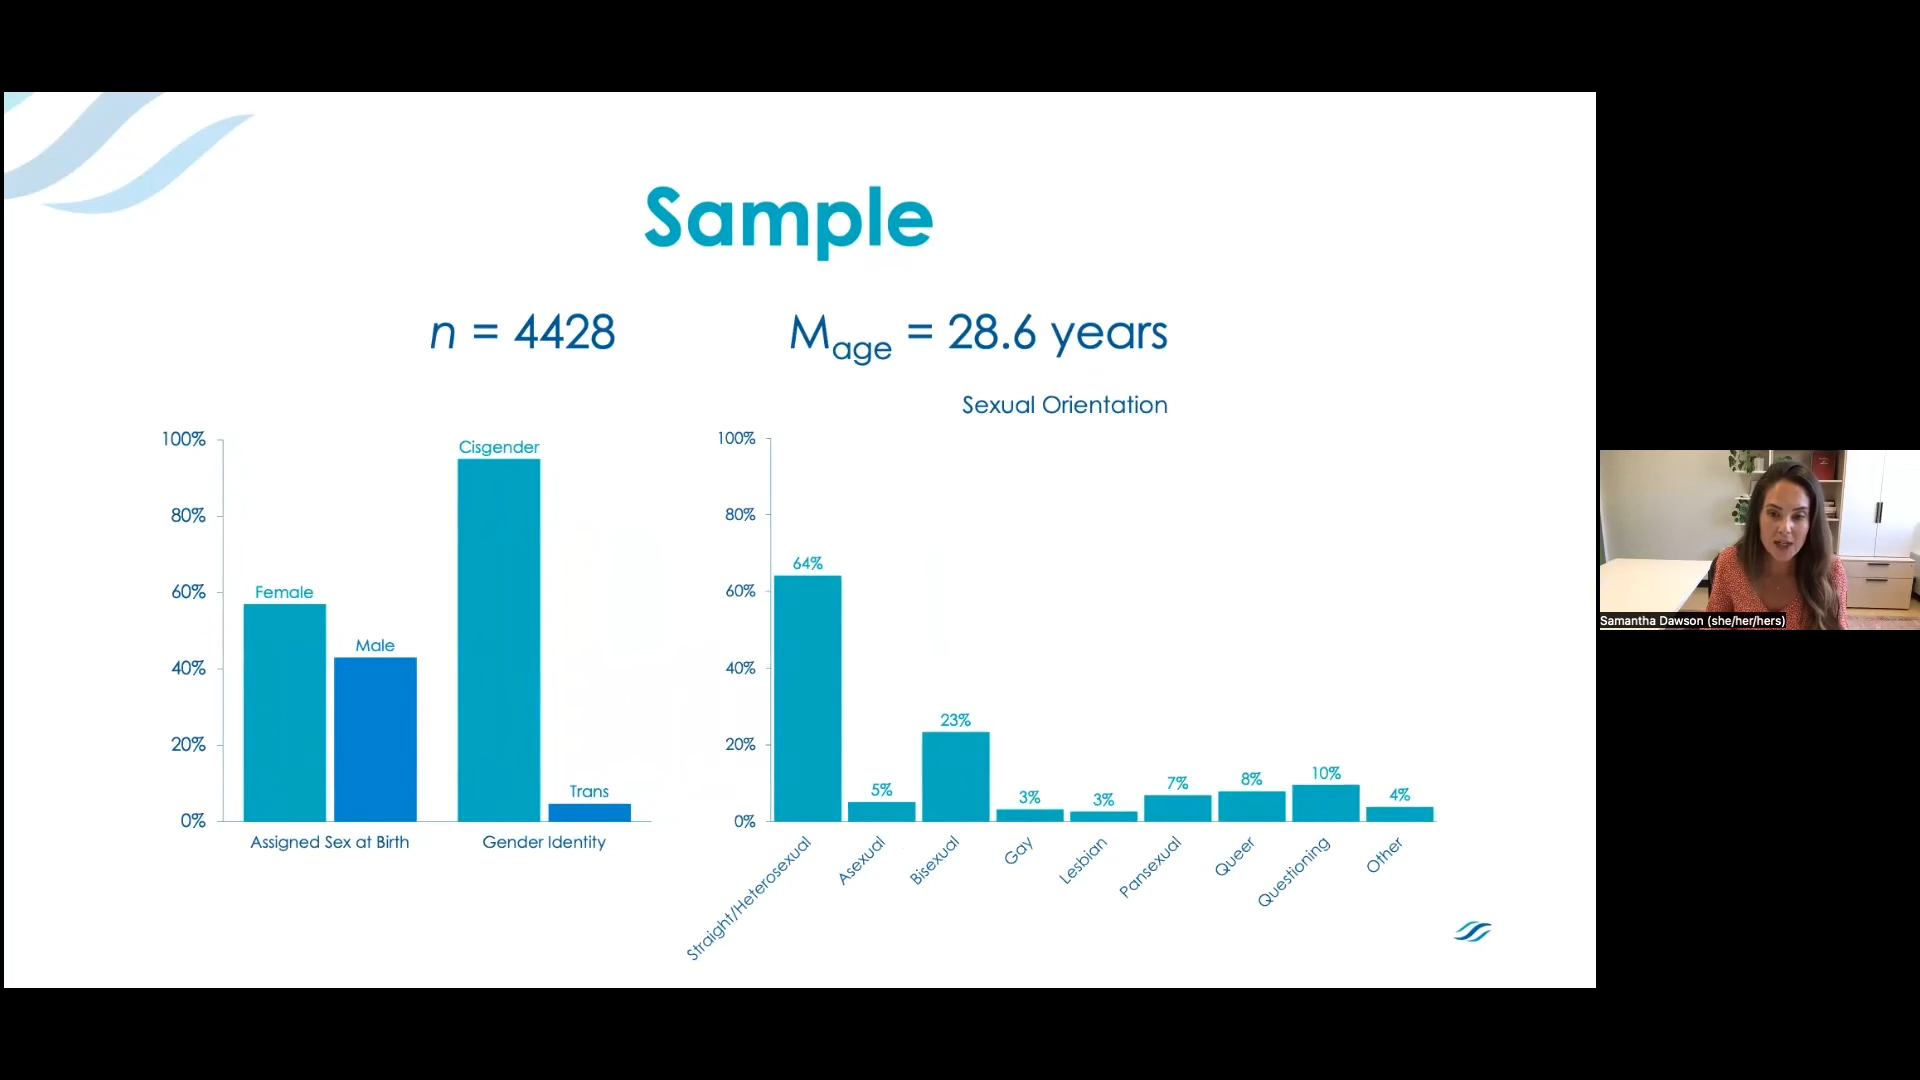 Sample
n = 4428
Mage = 28.6 years
Sexual Orientation
100%
80%
60%
40%
20%
0%
Female
Male
Cisgender
Trans
Assigned Sex at Birth
Gender Identity
100%
80%
60%
40%
20%
0%
64%
5%
23%
3%
3%
7%
8%
10%
4%
Straight/Heterosexual
Asexual
Bisexual
Gay
Lesbian
Pansexual
Queer
Questioning
Other
Samantha Dawson (she/her/hers)